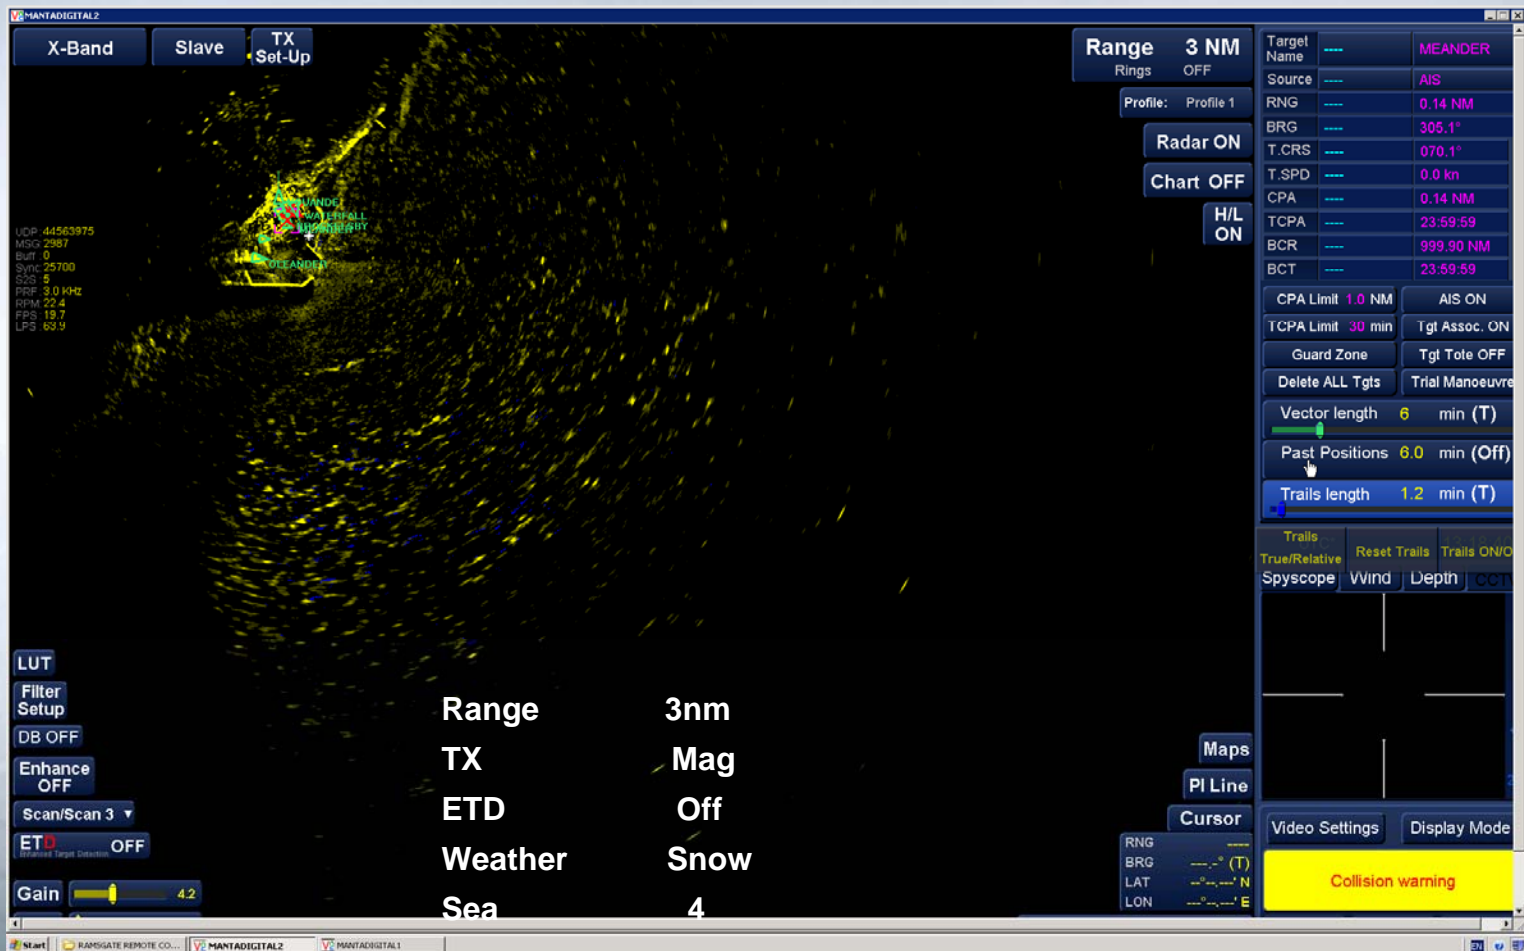 MANTADIGITAL2
X-Band
Slave
TX
Set-Up
Range 3 NM
Rings OFF
Profile: Profile 1
Radar ON
Chart OFF
H/L
ON
UDP: 44563975
MSG: 2987
Buff : 0
Sync: 25700
S2S : 5
PRF : 3.0 KHz
RPM: 22.4
FPS : 19.7
LPS : 63.9
WATERFALL
OLEANDER
Target
Name ---- MEANDER
Source ---- AIS
RNG ---- 0.14 NM
BRG ---- 305.1°
T.CRS ---- 070.1°
T.SPD ---- 0.0 kn
CPA ---- 0.14 NM
TCPA ---- 23:59:59
BCR ---- 999.90 NM
BCT ---- 23:59:59
CPA Limit 1.0 NM AIS ON
TCPA Limit 30 min Tgt Assoc. ON
Guard Zone Tgt Tote OFF
Delete ALL Tgts Trial Manoeuvre
Vector length 6 min (T)
Past Positions 6.0 min (Off)
Trails length 1.2 min (T)
Trails
True/Relative Reset Trails Trails ON/O
Spyscope Wind Depth CCTV
LUT
Filter
Setup
DB OFF
Enhance
OFF
Scan/Scan 3
ETD OFF
Enhanced Target Detection
Gain 4.2
Range 3nm
TX Mag
ETD Off
Weather Snow
Sea 4
Maps
PI Line
Cursor
RNG ----
BRG ---.-° (T)
LAT --°--.---' N
LON ---°--.---' E
Video Settings Display Mode
Collision warning
Start RAMSGATE REMOTE CO... MANTADIGITAL2 MANTADIGITAL1 EN